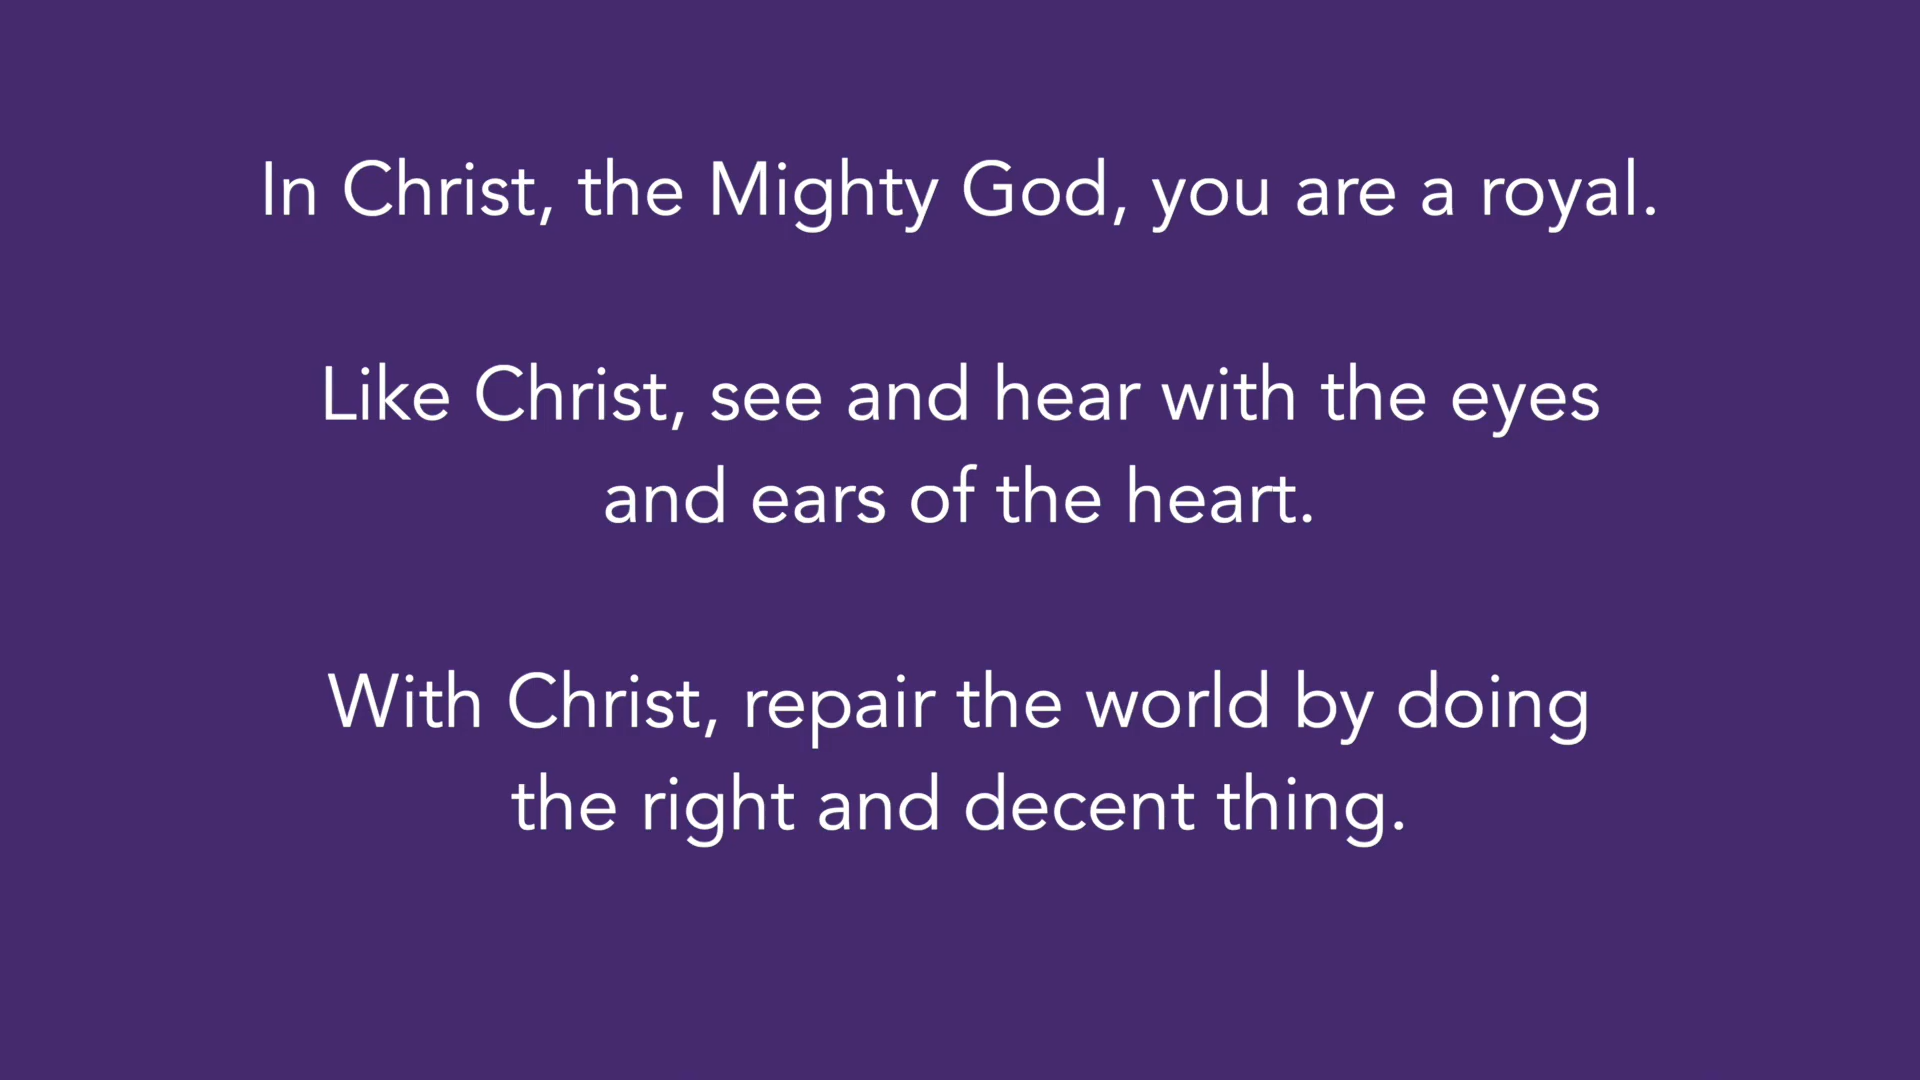 In Christ, the Mighty God, you are a royal.
Like Christ, see and hear with the eyes
and ears of the heart.
With Christ, repair the world by doing
the right and decent thing.